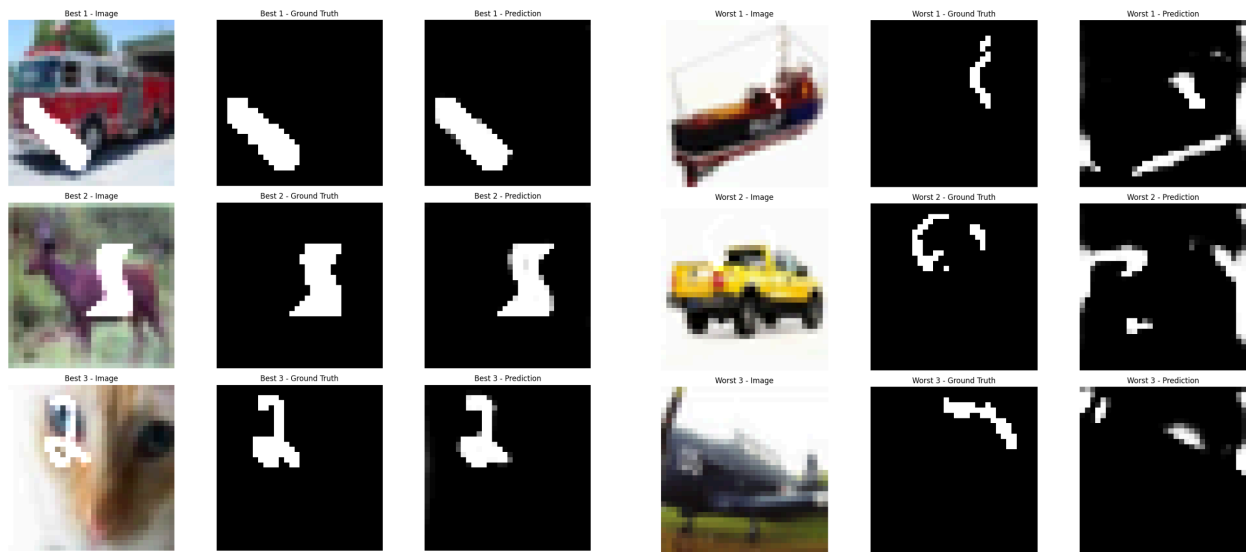 Best 1 - Image
Best 1 - Ground Truth
Best 1 - Prediction
Worst 1 - Image
Worst 1 - Ground Truth
Worst 1 - Prediction
Best 2 - Image
Best 2 - Ground Truth
Best 2 - Prediction
Worst 2 - Image
Worst 2 - Ground Truth
Worst 2 - Prediction
Best 3 - Image
Best 3 - Ground Truth
Best 3 - Prediction
Worst 3 - Image
Worst 3 - Ground Truth
Worst 3 - Prediction